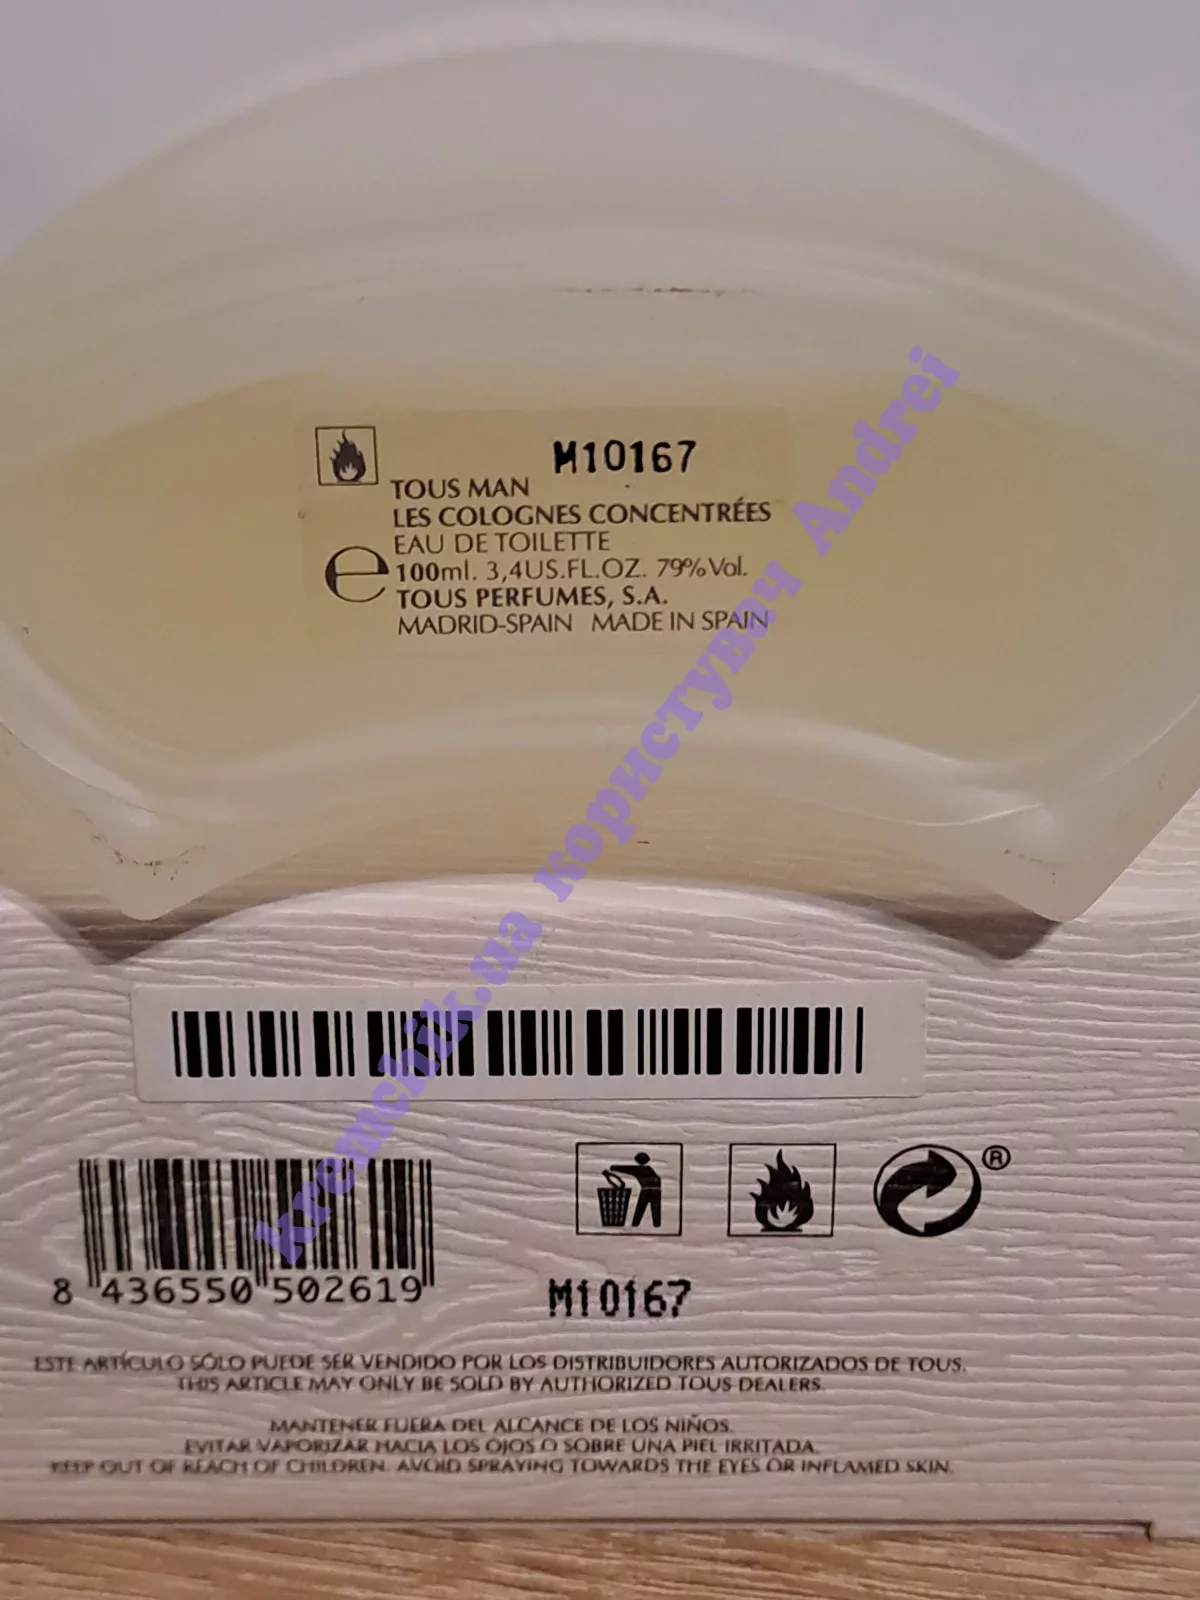 M10167
TOUS MAN
LES COLOGNES CONCENTRÉES
EAU DE TOILETTE
e 100ml. 3,4US.FL.OZ. 79%Vol.
TOUS PERFUMES, S.A.
MADRID-SPAIN MADE IN SPAIN
kremchik.ua користувач Andrei
®
8 436550 502619
M10167
ESTE ARTÍCULO SÓLO PUEDE SER VENDIDO POR LOS DISTRIBUIDORES AUTORIZADOS DE TOUS.
THIS ARTICLE MAY ONLY BE SOLD BY AUTHORIZED TOUS DEALERS.
MANTENER FUERA DEL ALCANCE DE LOS NIÑOS.
EVITAR VAPORIZAR HACIA LOS OJOS O SOBRE UNA PIEL IRRITADA.
KEEP OUT OF REACH OF CHILDREN. AVOID SPRAYING TOWARDS THE EYES OR INFLAMED SKIN.